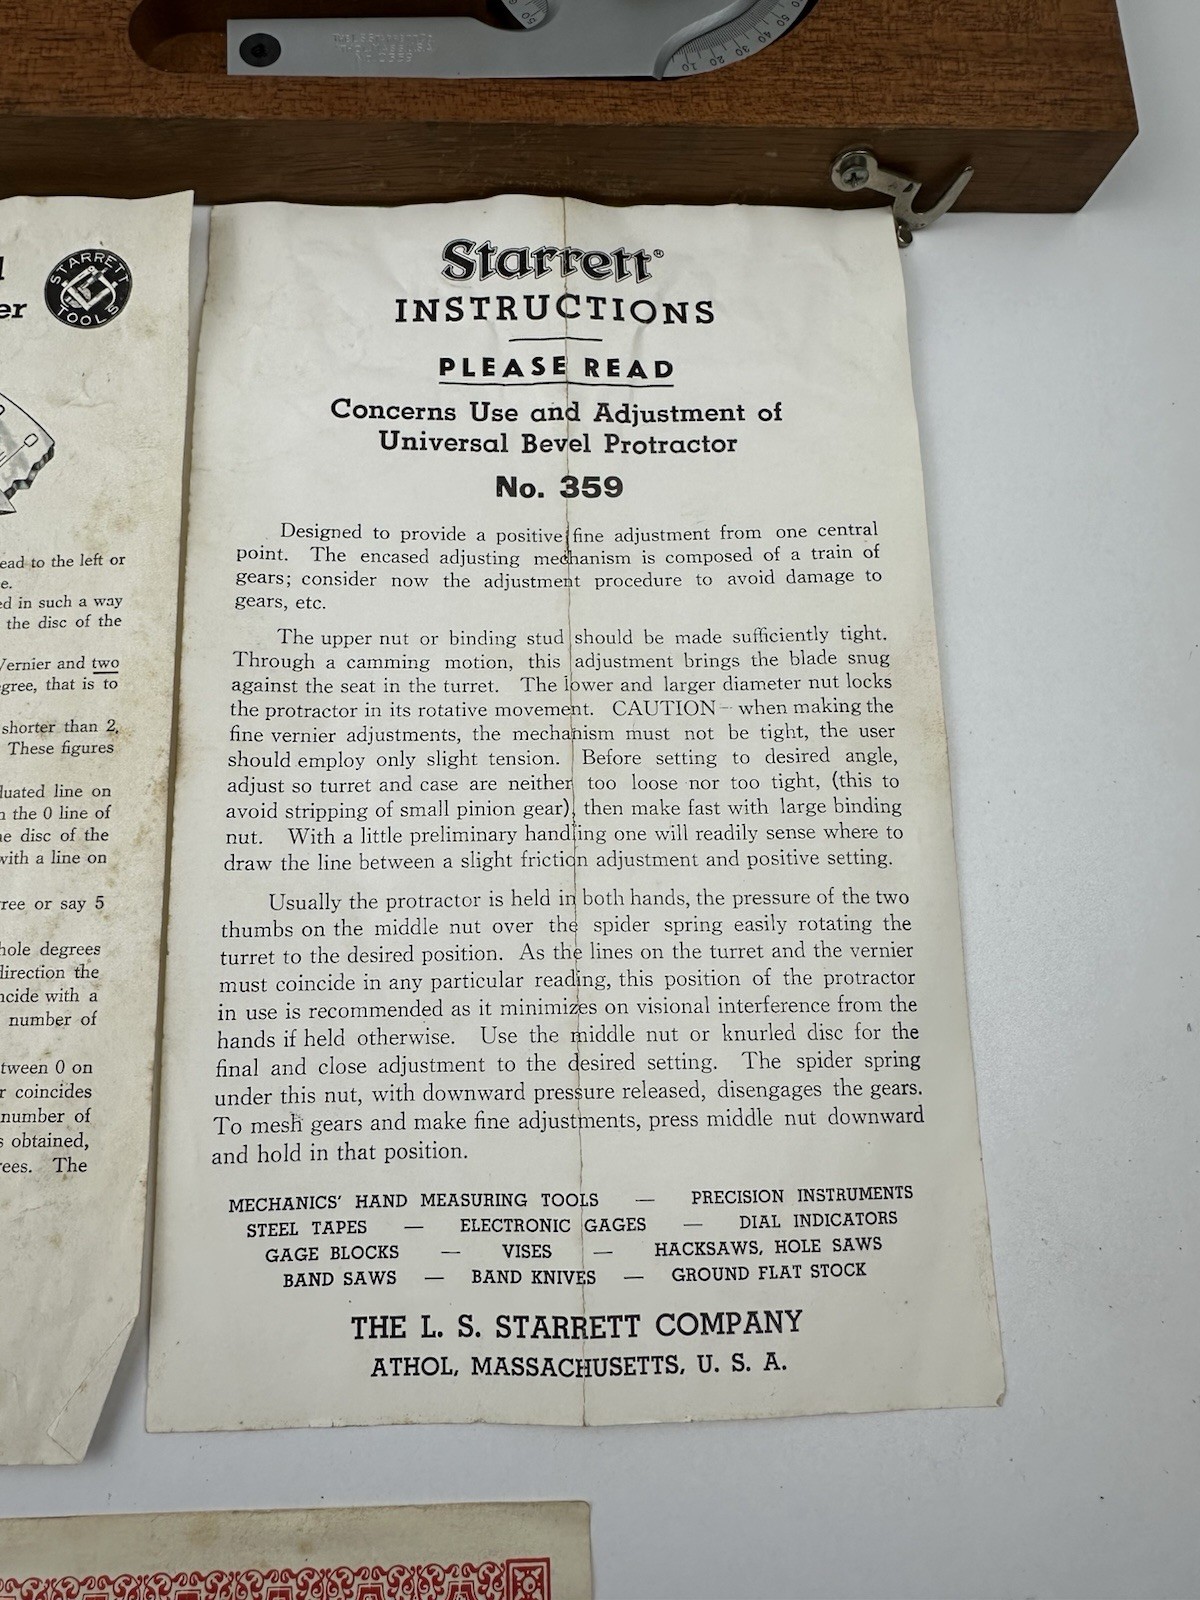 50
10 20 30 40 50
STARRETT
TOOLS
er
ead to the left or
e.
ed in such a way
the disc of the
Vernier and two
gree, that is to
shorter than 2,
These figures
duated line on
n the 0 line of
he disc of the
with a line on
ree or say 5
hole degrees
direction the
ncide with a
number of
tween 0 on
r coincides
number of
s obtained,
rees. The
Starrett®
INSTRUCTIONS
PLEASE READ
Concerns Use and Adjustment of
Universal Bevel Protractor
No. 359
Designed to provide a positive fine adjustment from one central
point. The encased adjusting mechanism is composed of a train of
gears; consider now the adjustment procedure to avoid damage to
gears, etc.
The upper nut or binding stud should be made sufficiently tight.
Through a camming motion, this adjustment brings the blade snug
against the seat in the turret. The lower and larger diameter nut locks
the protractor in its rotative movement. CAUTION — when making the
fine vernier adjustments, the mechanism must not be tight, the user
should employ only slight tension. Before setting to desired angle,
adjust so turret and case are neither too loose nor too tight, (this to
avoid stripping of small pinion gear), then make fast with large binding
nut. With a little preliminary handling one will readily sense where to
draw the line between a slight friction adjustment and positive setting.
Usually the protractor is held in both hands, the pressure of the two
thumbs on the middle nut over the spider spring easily rotating the
turret to the desired position. As the lines on the turret and the vernier
must coincide in any particular reading, this position of the protractor
in use is recommended as it minimizes on visional interference from the
hands if held otherwise. Use the middle nut or knurled disc for the
final and close adjustment to the desired setting. The spider spring
under this nut, with downward pressure released, disengages the gears.
To mesh gears and make fine adjustments, press middle nut downward
and hold in that position.
MECHANICS' HAND MEASURING TOOLS — PRECISION INSTRUMENTS
STEEL TAPES — ELECTRONIC GAGES — DIAL INDICATORS
GAGE BLOCKS — VISES — HACKSAWS, HOLE SAWS
BAND SAWS — BAND KNIVES — GROUND FLAT STOCK
THE L. S. STARRETT COMPANY
ATHOL, MASSACHUSETTS, U. S. A.